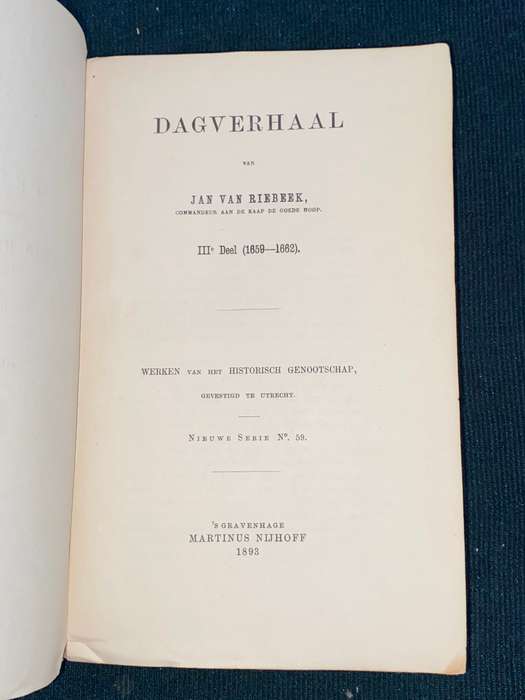 DAGVERHAAL
VAN
JAN VAN RIEBEEK,
COMMANDEUR AAN DE KAAP DE GOEDE HOOP.
IIIe Deel (1659—1662).
WERKEN VAN HET HISTORISCH GENOOTSCHAP,
GEVESTIGD TE UTRECHT.
NIEUWE SERIE No. 59.
'S GRAVENHAGE
MARTINUS NIJHOFF
1893